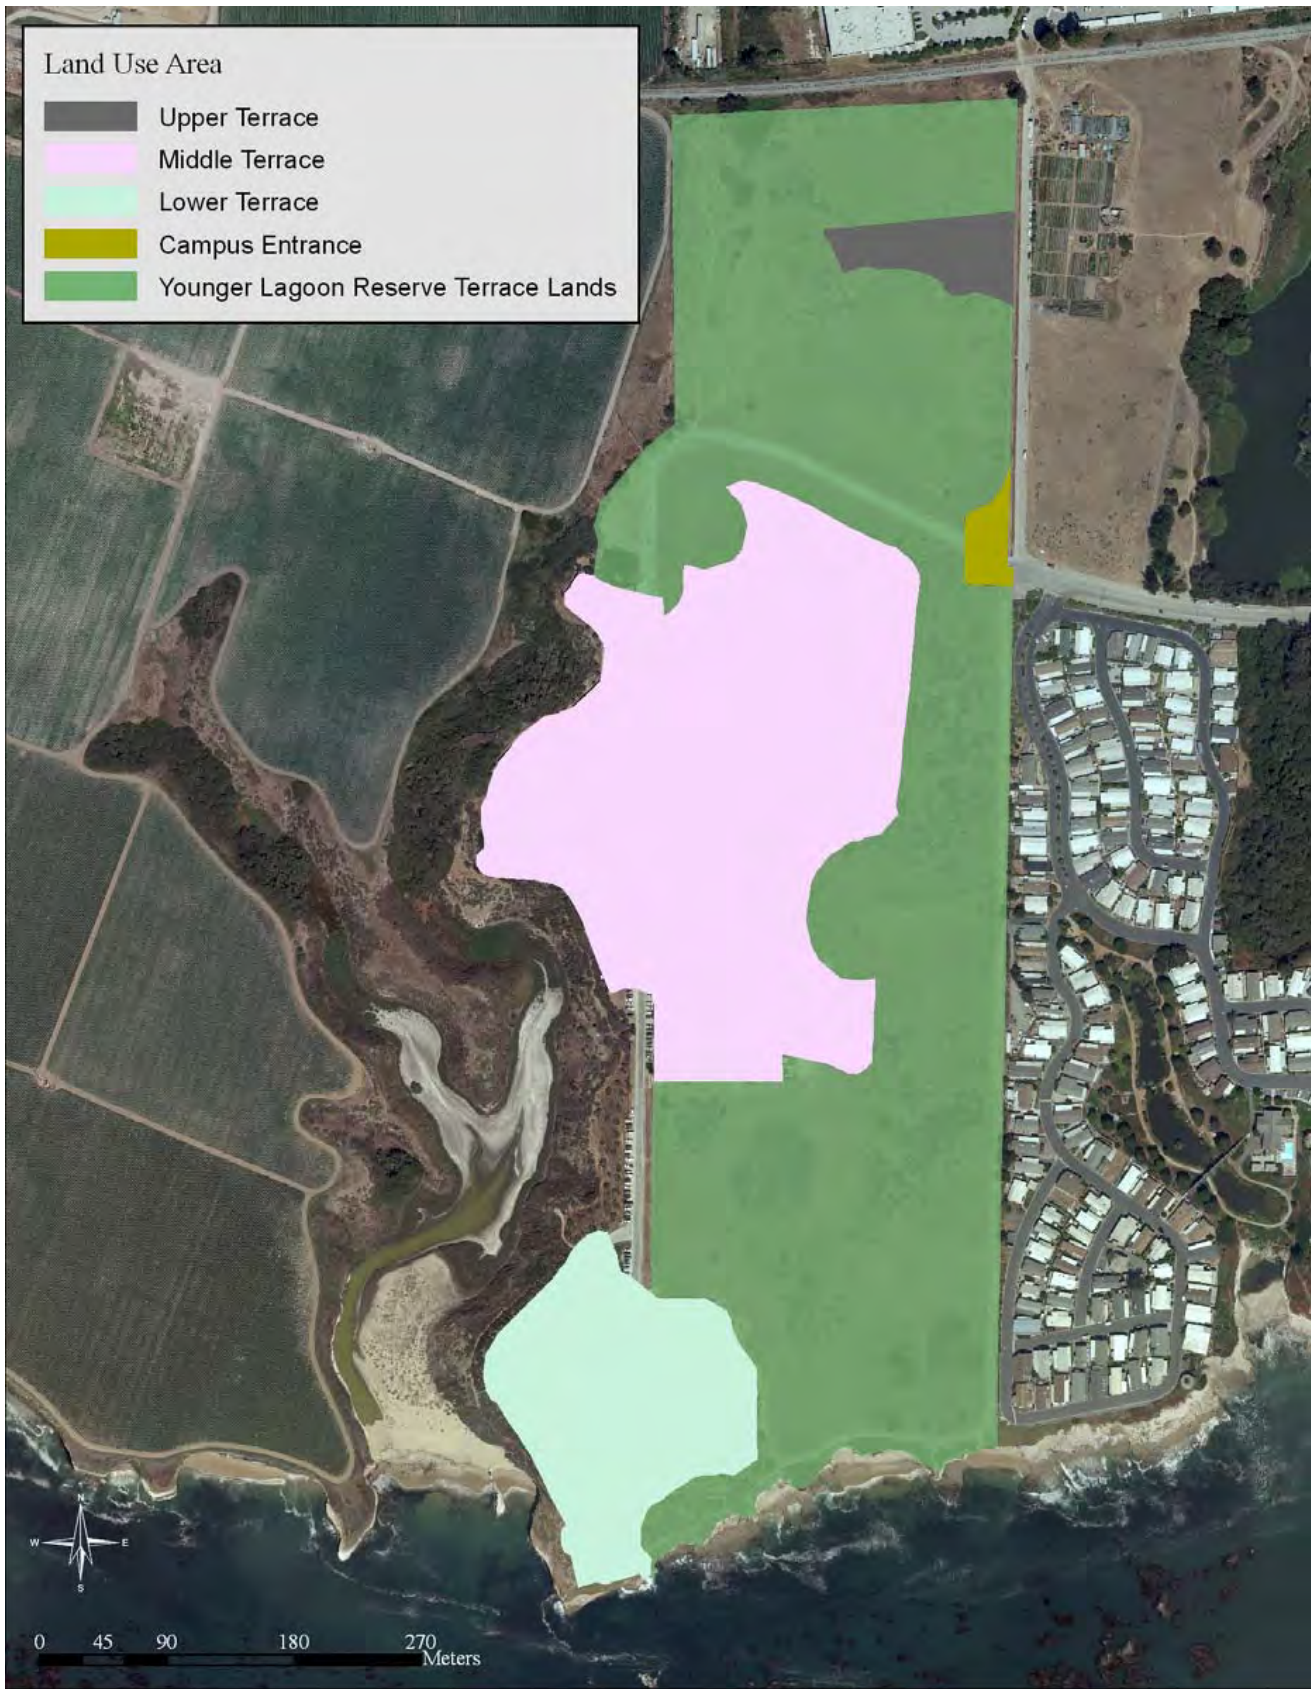 Land Use Area
Upper Terrace
Middle Terrace
Lower Terrace
Campus Entrance
Younger Lagoon Reserve Terrace Lands
N
W E
S
0 45 90 180 270
Meters